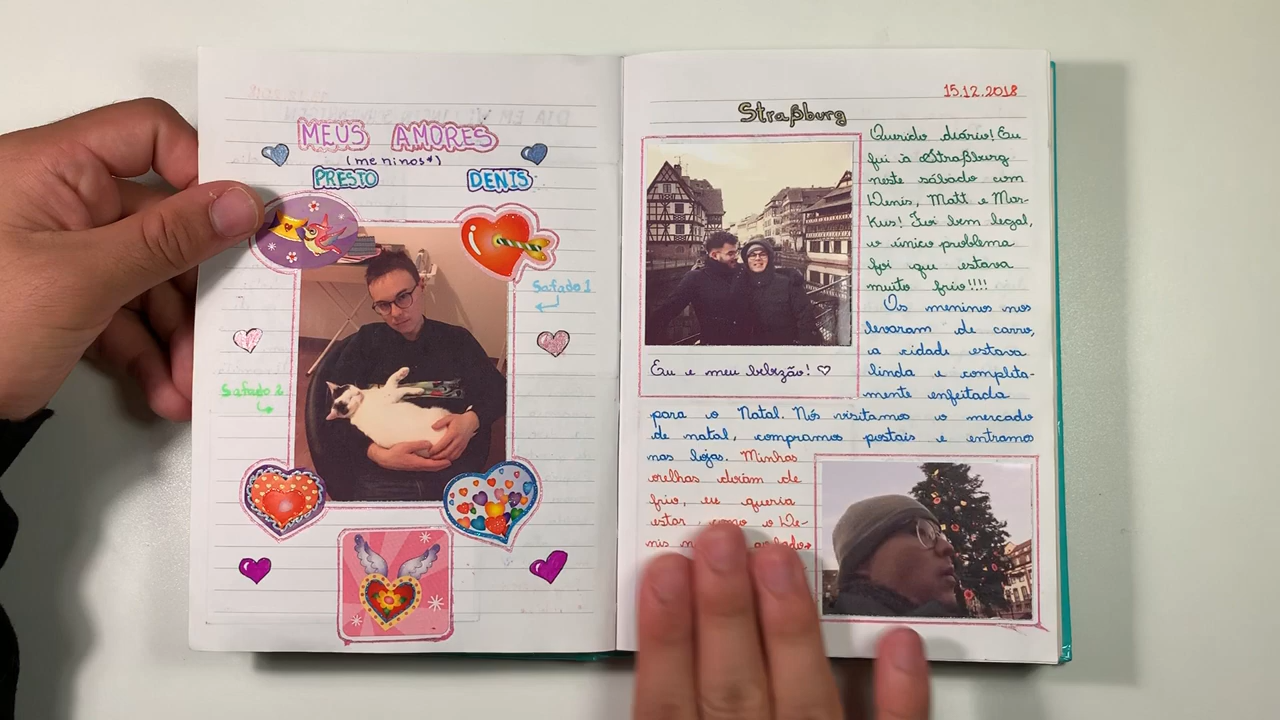 MEUS AMORES
(meninos*)
PRESTO DENIS
Safado 1
Safado 2
15.12.2018
Straßburg
Querido diário! Eu
fui à Straßburg
neste sábado com
Denis, Matt e Mar-
kus! Foi bem legal,
o único problema
foi que estava
muito frio!!!!
Os meninos nos
levaram de carro,
a cidade estava
linda e completa-
mente enfeitada
Eu e meu bebezão! ♡
para o Natal. Nós visitamos o mercado
de natal, compramos postais e entramos
nas lojas. Minhas
orelhas doíam de
frio, eu queria
estar, como o De-
nis